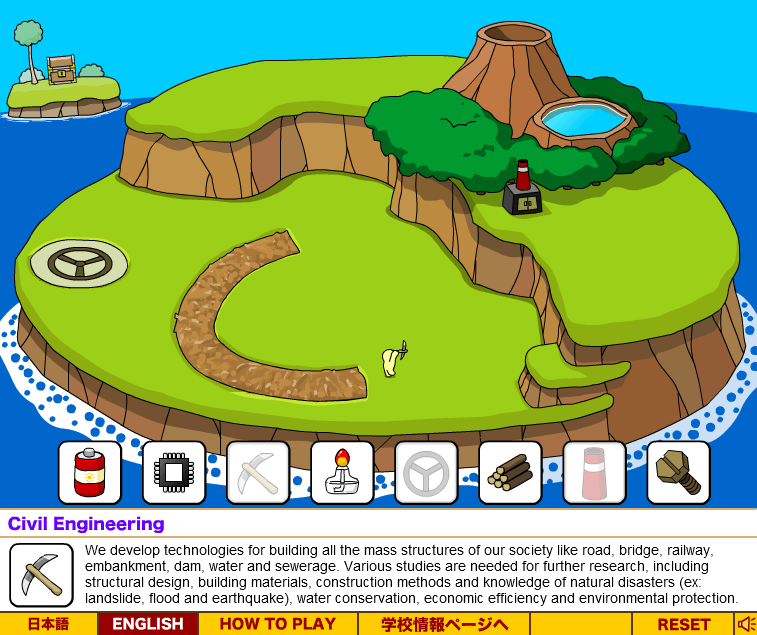 Civil Engineering
We develop technologies for building all the mass structures of our society like road, bridge, railway,
embankment, dam, water and sewerage. Various studies are needed for further research, including
structural design, building materials, construction methods and knowledge of natural disasters (ex:
landslide, flood and earthquake), water conservation, economic efficiency and environmental protection.
日本語 ENGLISH HOW TO PLAY 学校情報ページへ RESET